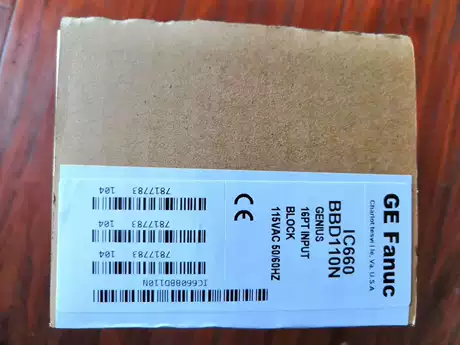 GE Fanuc
Charlottesville, Va. U.S.A
IC660
BBD110N
GENIUS
16PT INPUT
BLOCK
115VAC 50/60HZ
CE
7817783 104
7817783 104
7817783 104
IC660BBD110N